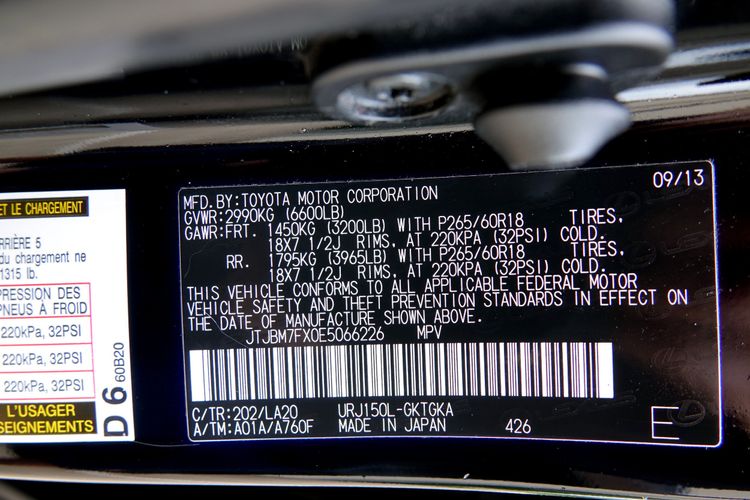 ET LE CHARGEMENT
RRIÈRE 5
du chargement ne
1315 lb.
PRESSION DES
PNEUS À FROID
220kPa, 32PSI
220kPa, 32PSI
220kPa, 32PSI
L'USAGER
SEIGNEMENTS
D6 60B20
09/13
MFD.BY:TOYOTA MOTOR CORPORATION
GVWR:2990KG (6600LB)
GAWR:FRT. 1450KG (3200LB) WITH P265/60R18 TIRES,
18X7 1/2J RIMS, AT 220KPA (32PSI) COLD.
RR. 1795KG (3965LB) WITH P265/60R18 TIRES,
18X7 1/2J RIMS, AT 220KPA (32PSI) COLD.
THIS VEHICLE CONFORMS TO ALL APPLICABLE FEDERAL MOTOR
VEHICLE SAFETY AND THEFT PREVENTION STANDARDS IN EFFECT ON
THE DATE OF MANUFACTURE SHOWN ABOVE.
JTJBM7FX0E5066226 MPV
C/TR:202/LA20 URJ150L-GKTGKA
A/TM:A01A/A760F MADE IN JAPAN 426
E